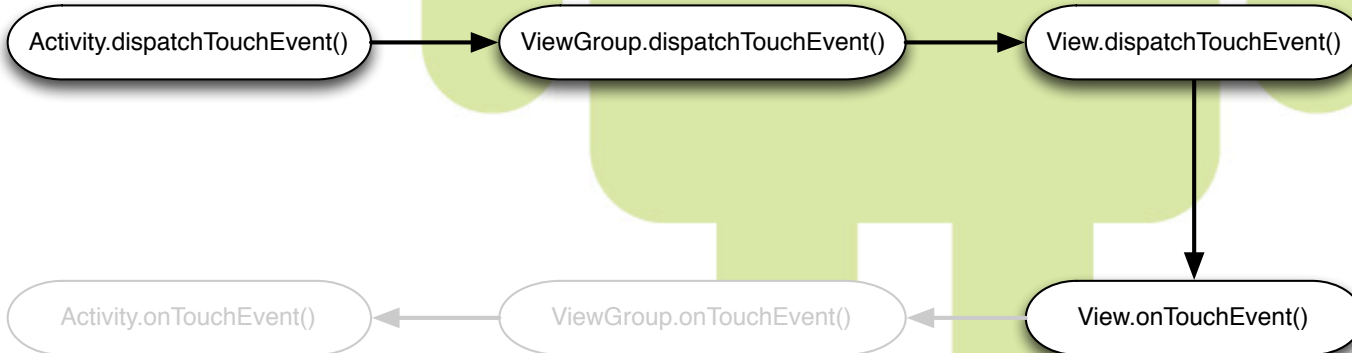 Activity.dispatchTouchEvent()
ViewGroup.dispatchTouchEvent()
View.dispatchTouchEvent()
Activity.onTouchEvent()
ViewGroup.onTouchEvent()
View.onTouchEvent()